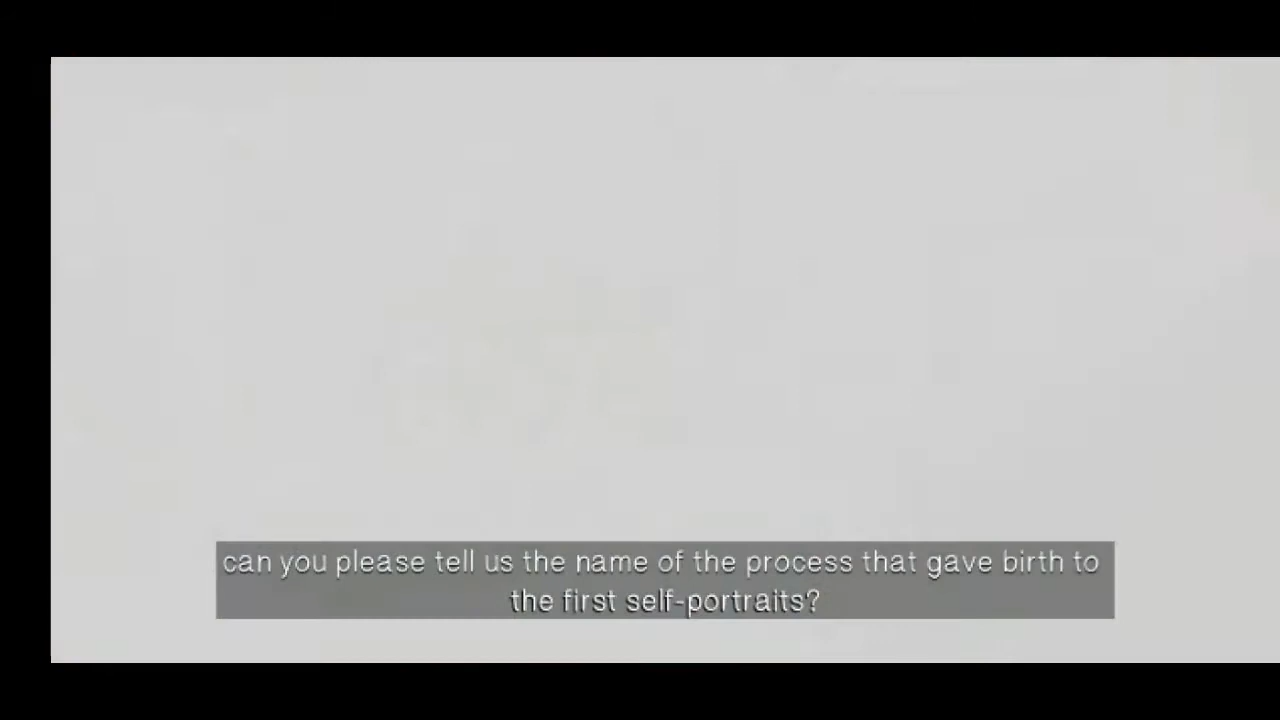 can you please tell us the name of the process that gave birth to
the first self-portraits?